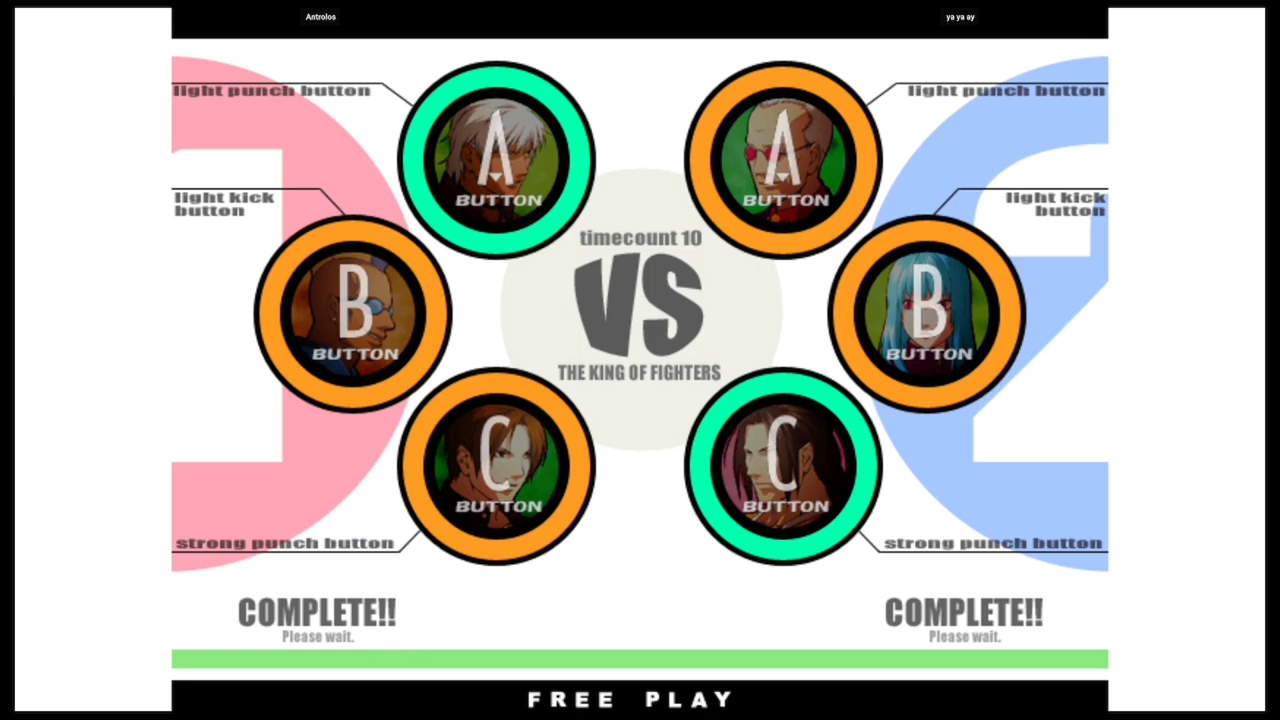 Antrolos
ya ya ay
light punch button
A
BUTTON
A
BUTTON
light punch button
light kick
button
B
BUTTON
timecount 10
VS
THE KING OF FIGHTERS
light kick
button
B
BUTTON
C
BUTTON
C
BUTTON
strong punch button
strong punch button
COMPLETE!!
Please wait.
COMPLETE!!
Please wait.
FREE PLAY